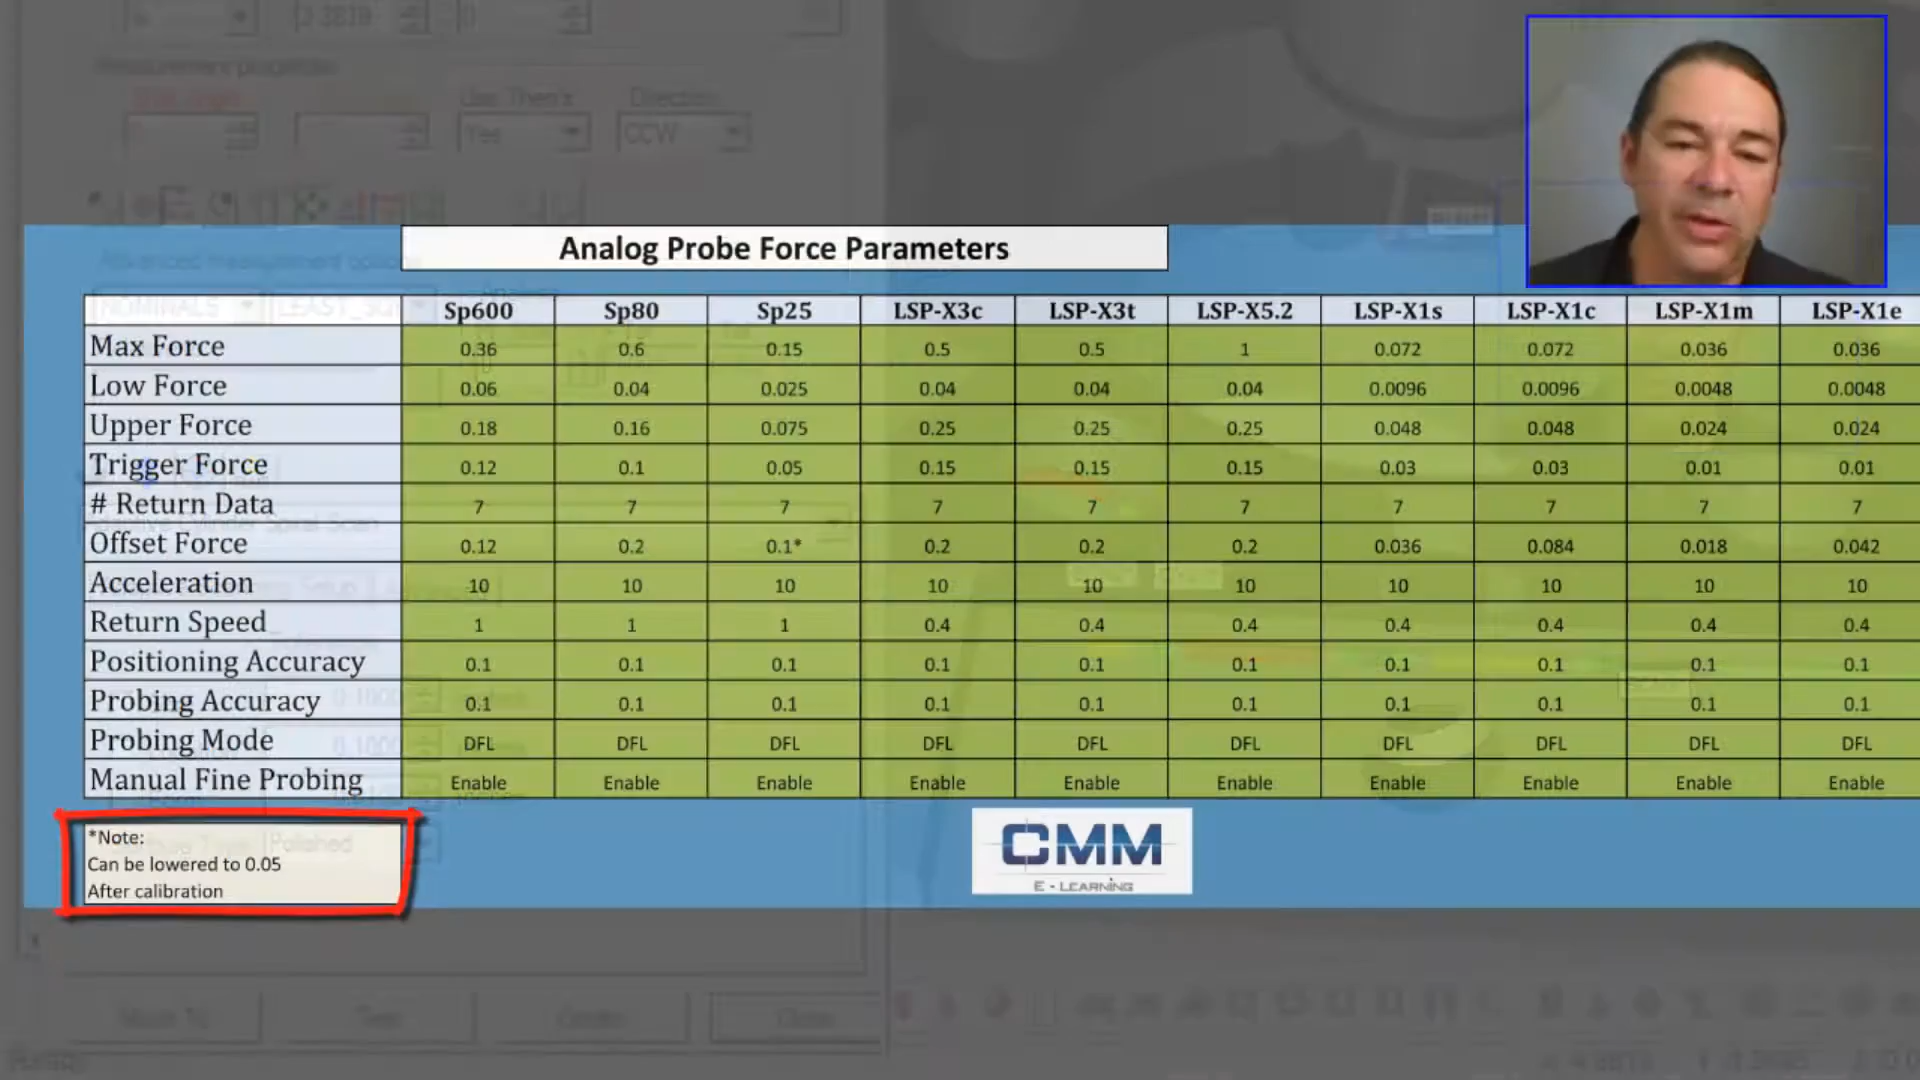 Yes
CCW
Analog Probe Force Parameters
Sp600 Sp80 Sp25 LSP-X3c LSP-X3t LSP-X5.2 LSP-X1s LSP-X1c LSP-X1m LSP-X1e
Max Force 0.36 0.6 0.15 0.5 0.5 1 0.072 0.072 0.036 0.036
Low Force 0.06 0.04 0.025 0.04 0.04 0.04 0.0096 0.0096 0.0048 0.0048
Upper Force 0.18 0.16 0.075 0.25 0.25 0.25 0.048 0.048 0.024 0.024
Trigger Force 0.12 0.1 0.05 0.15 0.15 0.15 0.03 0.03 0.01 0.01
# Return Data 7 7 7 7 7 7 7 7 7 7
Offset Force 0.12 0.2 0.1* 0.2 0.2 0.2 0.036 0.084 0.018 0.042
Acceleration 10 10 10 10 10 10 10 10 10 10
Return Speed 1 1 1 0.4 0.4 0.4 0.4 0.4 0.4 0.4
Positioning Accuracy 0.1 0.1 0.1 0.1 0.1 0.1 0.1 0.1 0.1 0.1
Probing Accuracy 0.1 0.1 0.1 0.1 0.1 0.1 0.1 0.1 0.1 0.1
Probing Mode DFL DFL DFL DFL DFL DFL DFL DFL DFL DFL
Manual Fine Probing Enable Enable Enable Enable Enable Enable Enable Enable Enable Enable
*Note:
Can be lowered to 0.05
After calibration
Polished
CMM
E - LEARNING